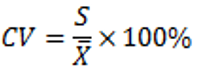 CV = S/X̄ × 100%